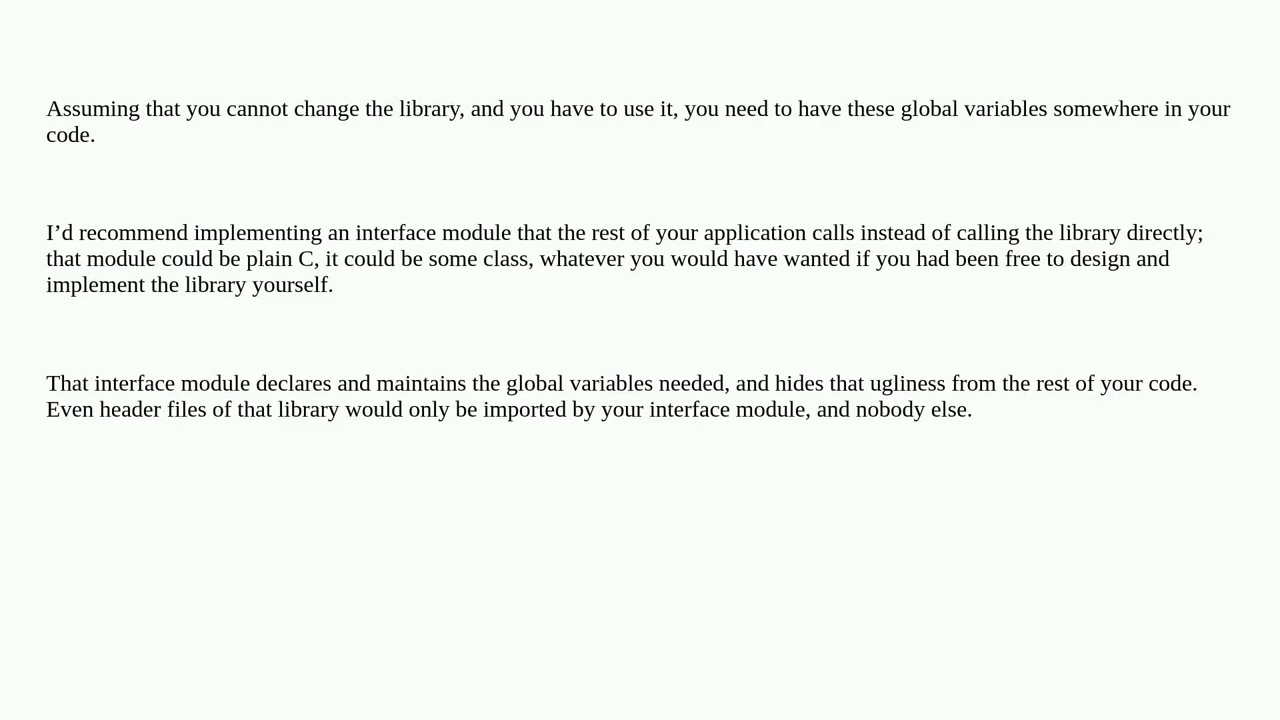 Assuming that you cannot change the library, and you have to use it, you need to have these global variables somewhere in your
code.
I’d recommend implementing an interface module that the rest of your application calls instead of calling the library directly;
that module could be plain C, it could be some class, whatever you would have wanted if you had been free to design and
implement the library yourself.
That interface module declares and maintains the global variables needed, and hides that ugliness from the rest of your code.
Even header files of that library would only be imported by your interface module, and nobody else.